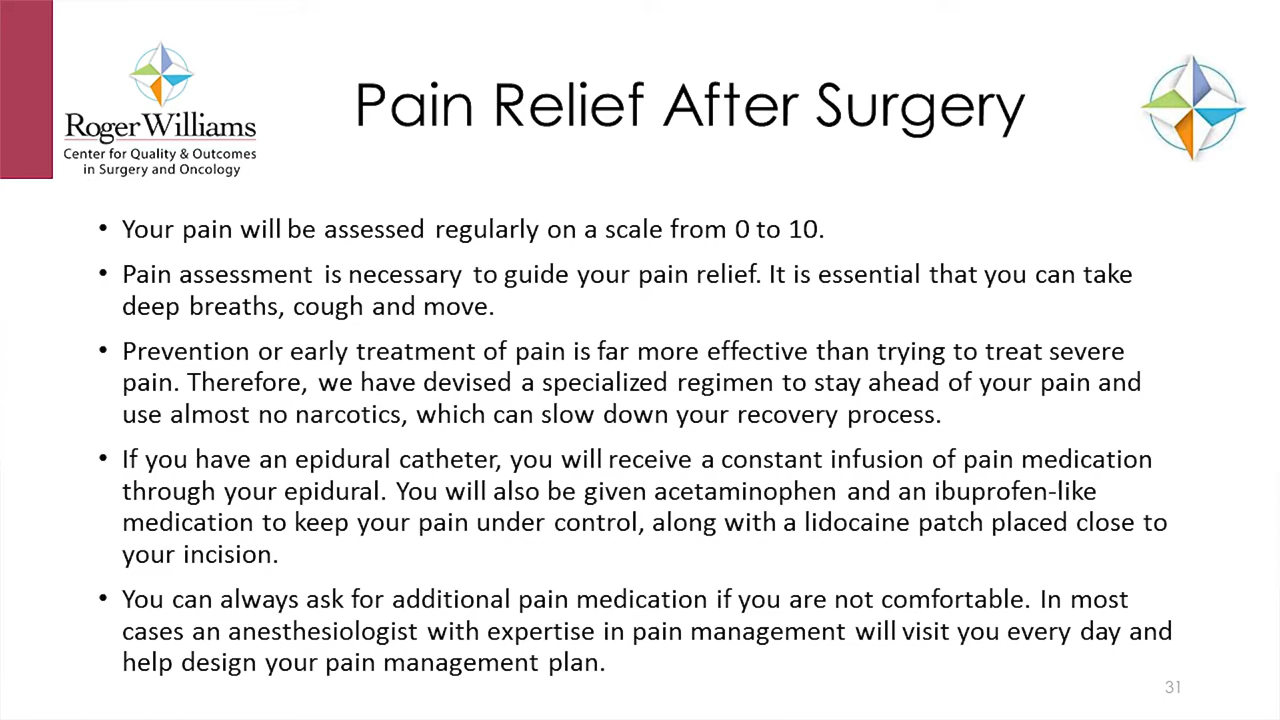 Pain Relief After Surgery
RogerWilliams
Center for Quality & Outcomes
in Surgery and Oncology
• Your pain will be assessed regularly on a scale from 0 to 10.
• Pain assessment is necessary to guide your pain relief. It is essential that you can take
deep breaths, cough and move.
• Prevention or early treatment of pain is far more effective than trying to treat severe
pain. Therefore, we have devised a specialized regimen to stay ahead of your pain and
use almost no narcotics, which can slow down your recovery process.
• If you have an epidural catheter, you will receive a constant infusion of pain medication
through your epidural. You will also be given acetaminophen and an ibuprofen-like
medication to keep your pain under control, along with a lidocaine patch placed close to
your incision.
• You can always ask for additional pain medication if you are not comfortable. In most
cases an anesthesiologist with expertise in pain management will visit you every day and
help design your pain management plan.
31